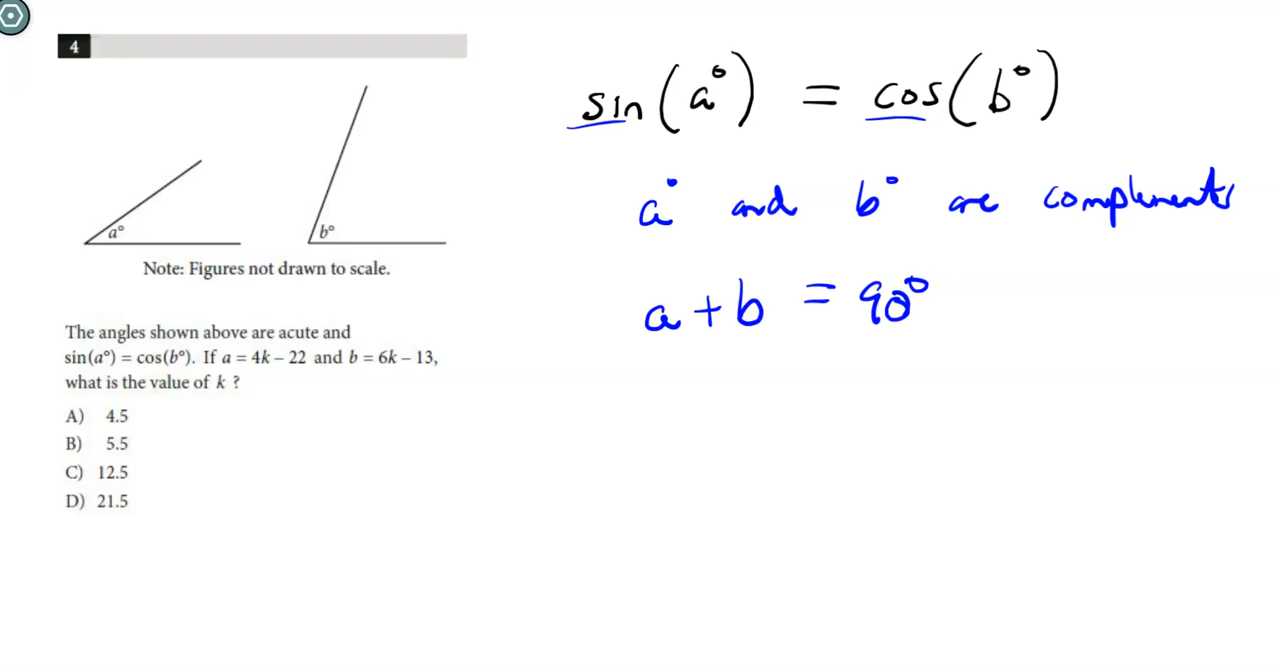 4
sin(a°) = cos(b°)
a° and b° are complements
a + b = 90°
a°
b°
Note: Figures not drawn to scale.
The angles shown above are acute and
sin(a°) = cos(b°). If a = 4k – 22 and b = 6k – 13,
what is the value of k ?
A) 4.5
B) 5.5
C) 12.5
D) 21.5